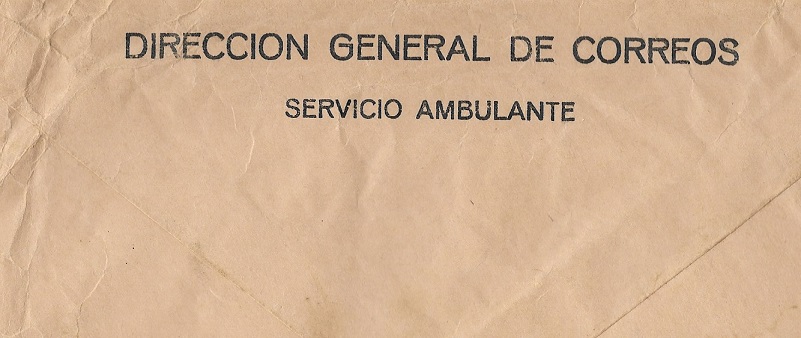 DIRECCION GENERAL DE CORREOS
SERVICIO AMBULANTE